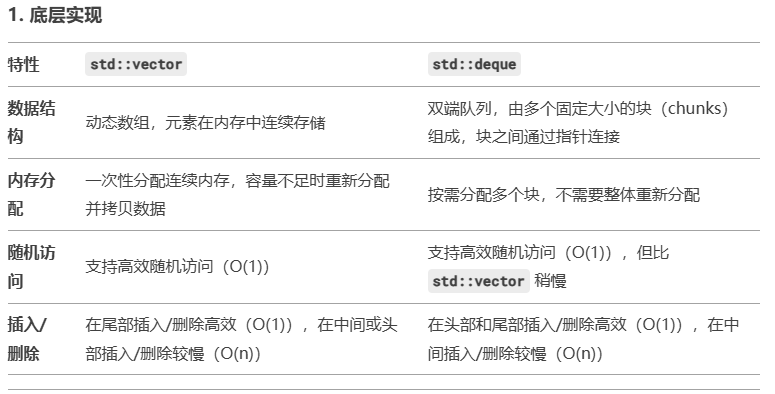 1. 底层实现
特性 std::vector std::deque
数据结构 动态数组，元素在内存中连续存储 双端队列，由多个固定大小的块（chunks）组成，块之间通过指针连接
内存分配 一次性分配连续内存，容量不足时重新分配并拷贝数据 按需分配多个块，不需要整体重新分配
随机访问 支持高效随机访问（O(1)） 支持高效随机访问（O(1)），但比 std::vector 稍慢
插入/删除 在尾部插入/删除高效（O(1)），在中间或头部插入/删除较慢（O(n)） 在头部和尾部插入/删除高效（O(1)），在中间插入/删除较慢（O(n)）